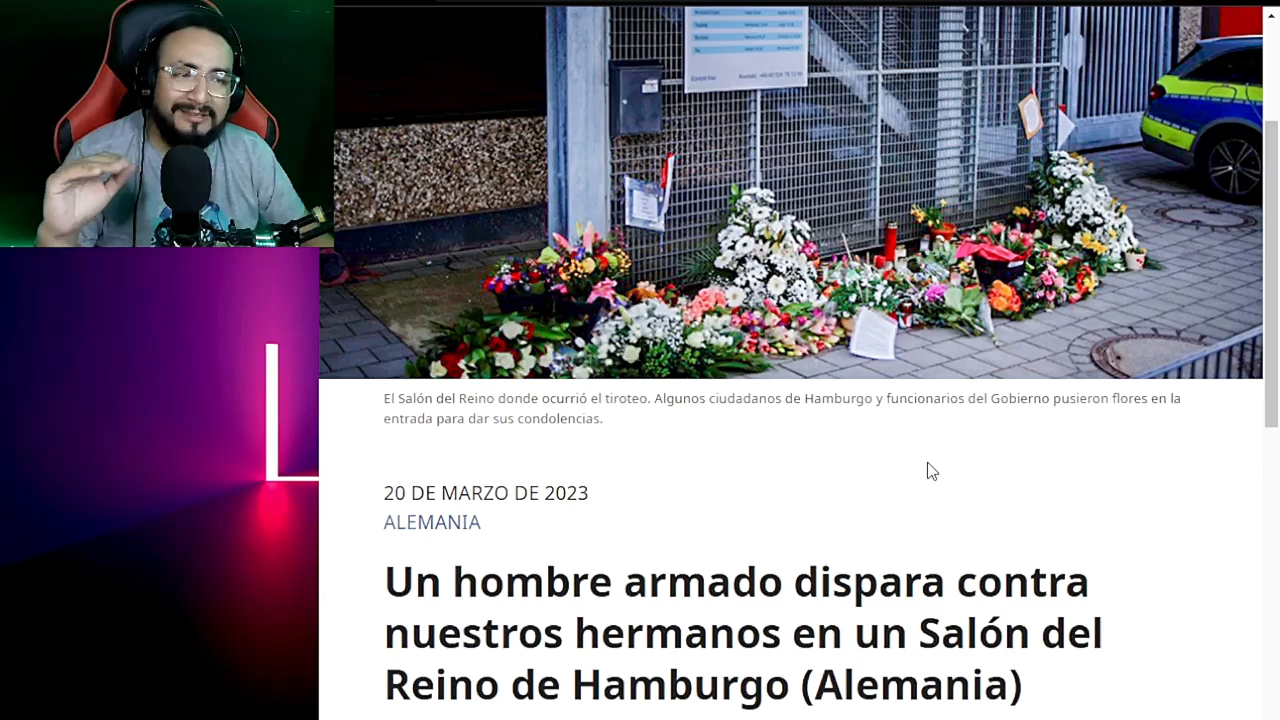 El Salón del Reino donde ocurrió el tiroteo. Algunos ciudadanos de Hamburgo y funcionarios del Gobierno pusieron flores en la
entrada para dar sus condolencias.
20 DE MARZO DE 2023
ALEMANIA
Un hombre armado dispara contra
nuestros hermanos en un Salón del
Reino de Hamburgo (Alemania)